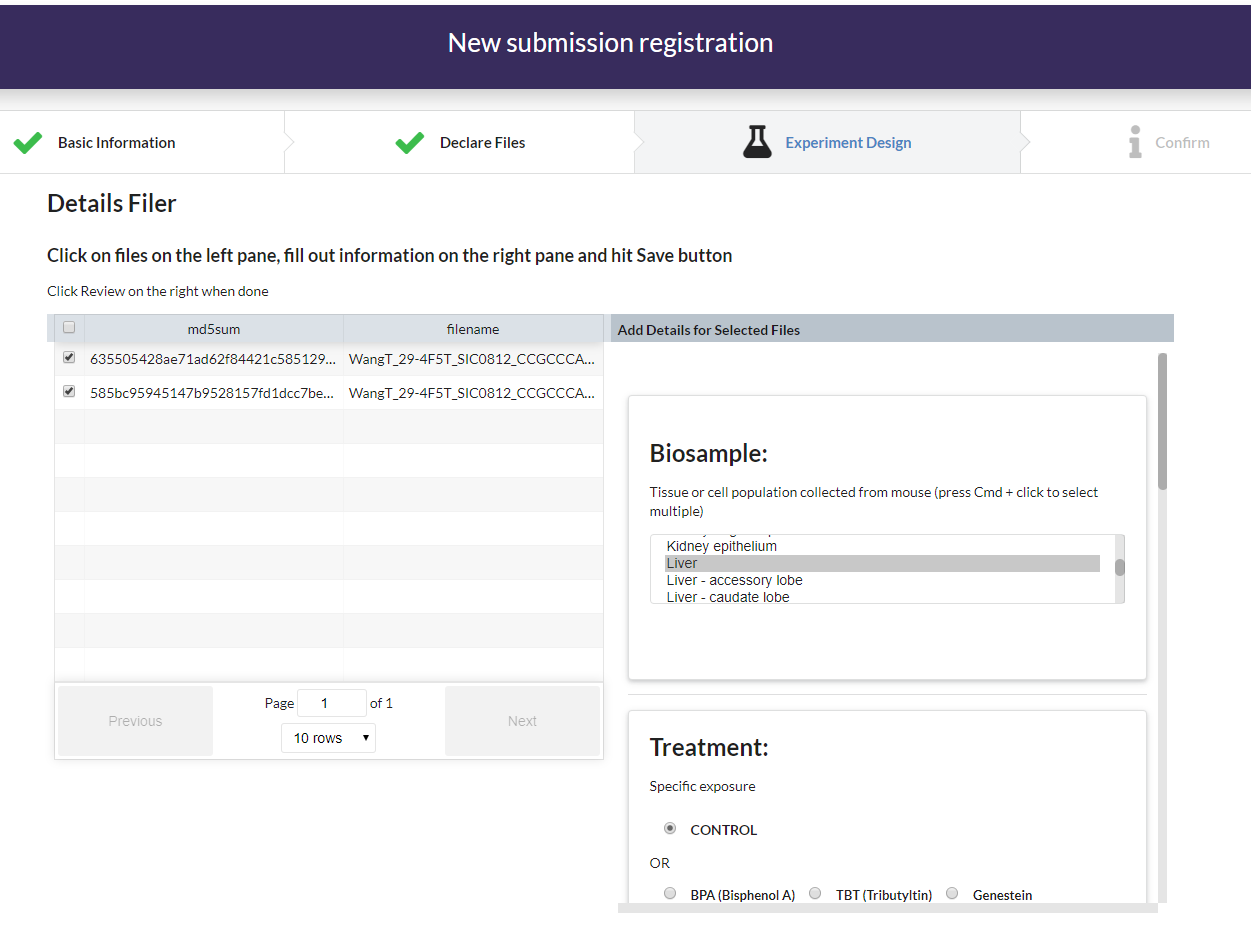 New submission registration
Basic Information
Declare Files
Experiment Design
Confirm
Details Filer
Click on files on the left pane, fill out information on the right pane and hit Save button
Click Review on the right when done
md5sum filename
635505428ae71ad62f84421c585129... WangT_29-4F5T_SIC0812_CCGCCCA...
585bc95945147b9528157fd1dcc7be... WangT_29-4F5T_SIC0812_CCGCCCA...
Previous
Page 1 of 1
10 rows
Next
Add Details for Selected Files
Biosample:
Tissue or cell population collected from mouse (press Cmd + click to select
multiple)
Kidney epithelium
Liver
Liver - accessory lobe
Liver - caudate lobe
Treatment:
Specific exposure
CONTROL
OR
BPA (Bisphenol A) TBT (Tributyltin) Genestein